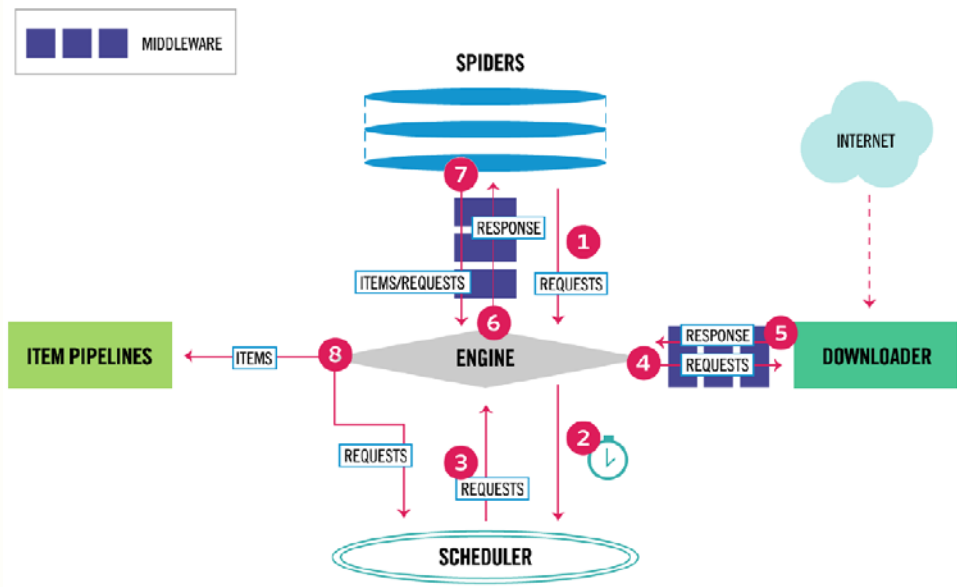 MIDDLEWARE
SPIDERS
INTERNET
7
RESPONSE
1
ITEMS/REQUESTS
REQUESTS
6
ITEM PIPELINES
ITEMS
8
ENGINE
4
RESPONSE
5
REQUESTS
DOWNLOADER
2
REQUESTS
3
REQUESTS
SCHEDULER